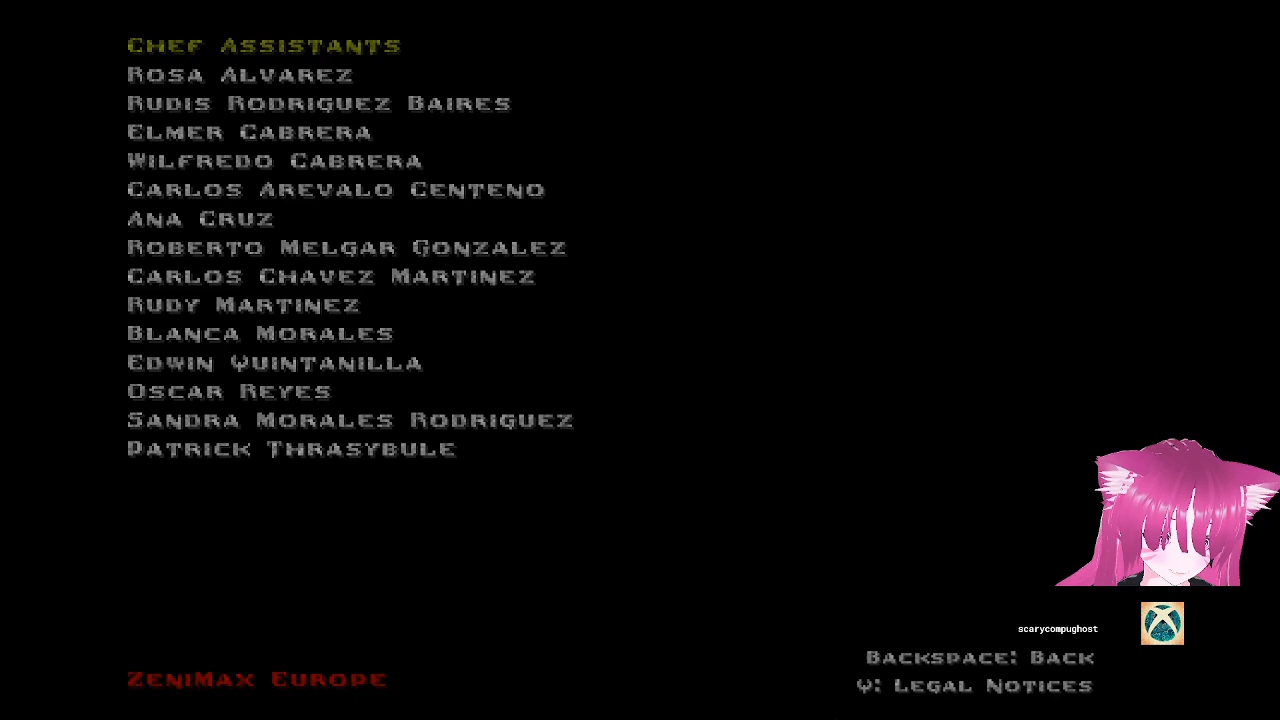 Chef Assistants
Rosa Alvarez
Rudis Rodriguez Baires
Elmer Cabrera
Wilfredo Cabrera
Carlos Arevalo Centeno
Ana Cruz
Roberto Melgar Gonzalez
Carlos Chavez Martinez
Rudy Martinez
Blanca Morales
Edwin Quintanilla
Oscar Reyes
Sandra Morales Rodriguez
Patrick Thrasybule
scarycompughost
Backspace: Back
ZeniMax Europe
Y: Legal Notices